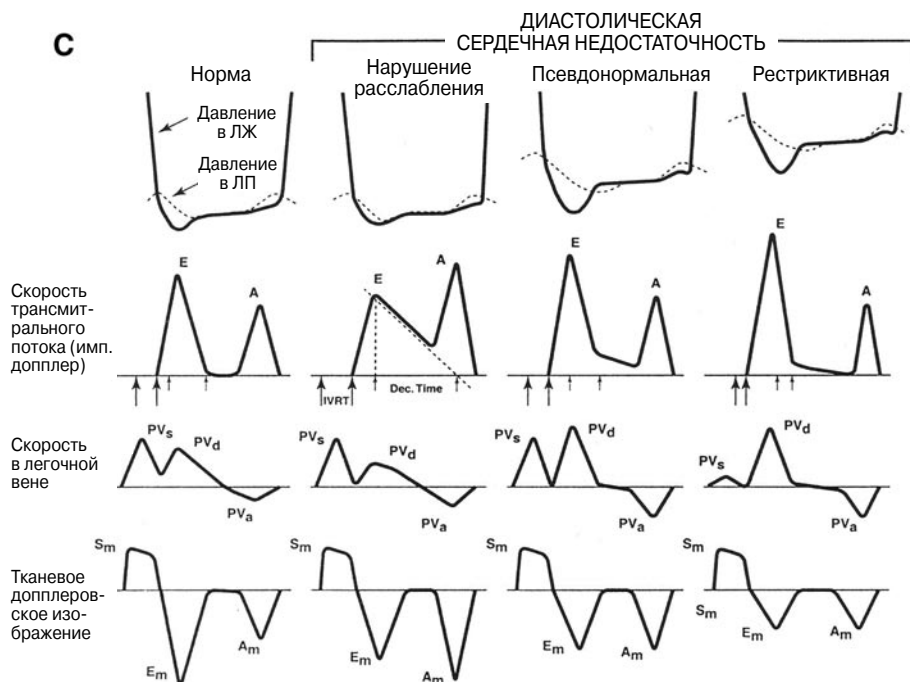 C
ДИАСТОЛИЧЕСКАЯ
СЕРДЕЧНАЯ НЕДОСТАТОЧНОСТЬ
Норма
Нарушение
расслабления
Псевдонормальная
Рестриктивная
Давление
в ЛЖ
Давление
в ЛП
Скорость
трансмит-
рального
потока (имп.
допплер)
E
A
E
A
E
A
E
A
IVRT
Dec. Time
Скорость
в легочной
вене
PVs
PVd
PVa
PVs
PVd
PVa
PVs
PVd
PVa
PVs
PVd
PVa
Тканевое
допплеров-
ское изо-
бражение
Sm
Em
Am
Sm
Em
Am
Sm
Em
Am
Sm
Sm
Em
Am